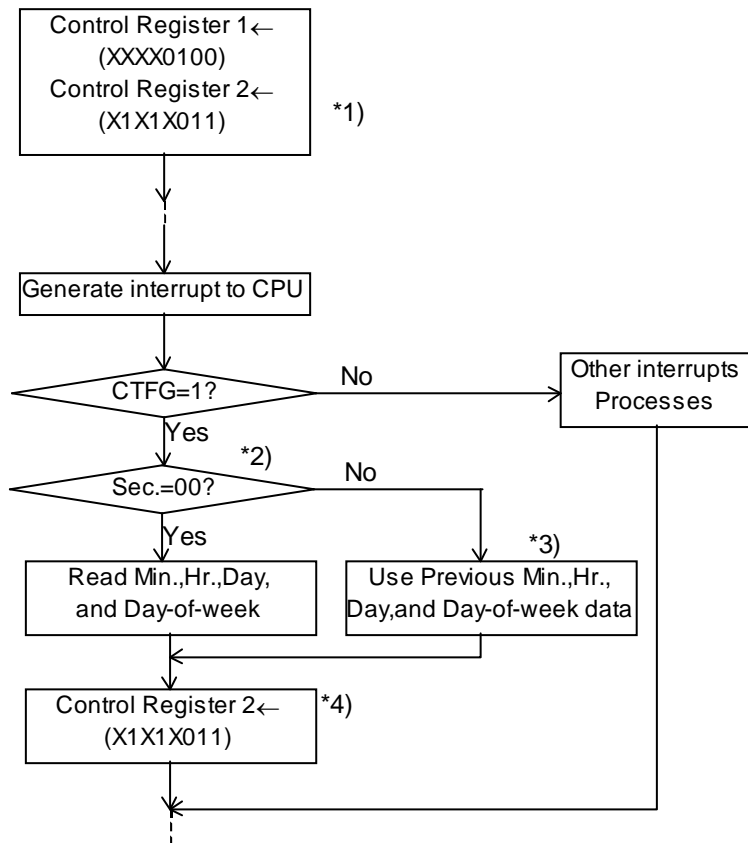 Control Register 1←
(XXXX0100)
Control Register 2←
(X1X1X011)
*1)
Generate interrupt to CPU
CTFG=1?
No
Other interrupts
Processes
Yes
*2)
Sec.=00?
No
Yes
*3)
Read Min.,Hr.,Day,
and Day-of-week
Use Previous Min.,Hr.,
Day,and Day-of-week data
Control Register 2←
(X1X1X011)
*4)